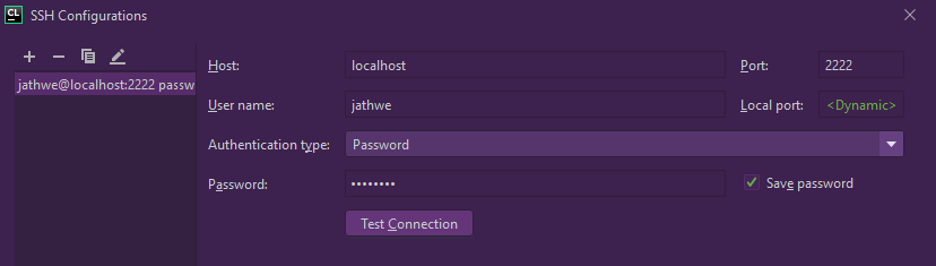 CL SSH Configurations
jathwe@localhost:2222 passw
Host: localhost Port: 2222
User name: jathwe Local port: <Dynamic>
Authentication type: Password
Password: •••••••• Save password
Test Connection